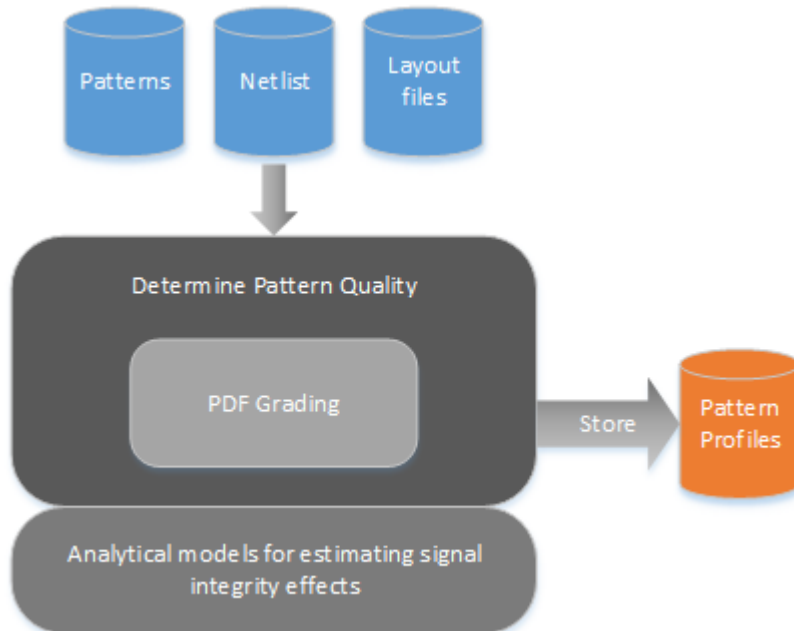 Patterns
Netlist
Layout
files
Determine Pattern Quality
PDF Grading
Store
Pattern
Profiles
Analytical models for estimating signal
integrity effects